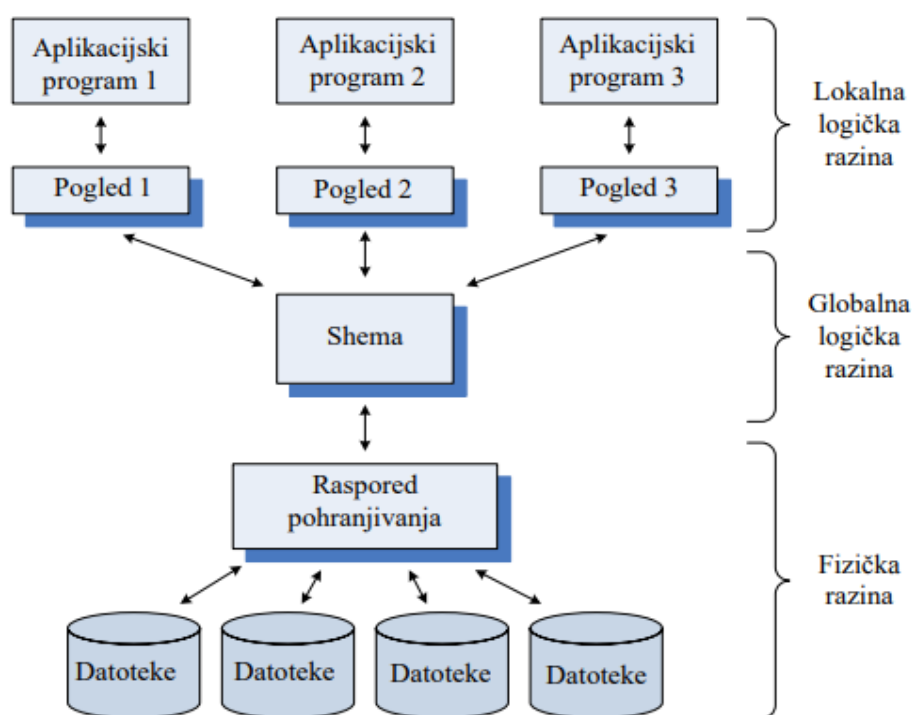 Aplikacijski
program 1
Aplikacijski
program 2
Aplikacijski
program 3
Lokalna
logička
razina
Pogled 1
Pogled 2
Pogled 3
Shema
Globalna
logička
razina
Raspored
pohranjivanja
Fizička
razina
Datoteke
Datoteke
Datoteke
Datoteke